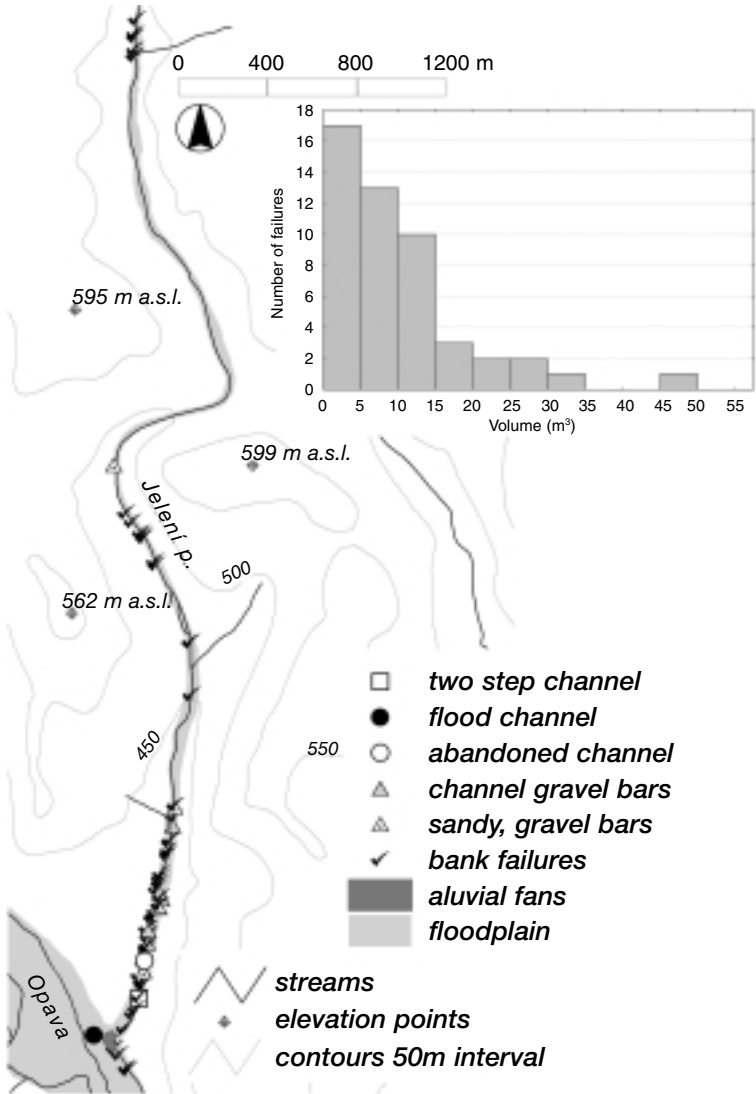 0 400 800 1200 m
18
16
14
12
10
8
6
4
2
0
Number of failures
0 5 10 15 20 25 30 35 40 45 50 55
Volume (m³)
595 m a.s.l.
599 m a.s.l.
Jelení p.
500
562 m a.s.l.
450
550
two step channel
flood channel
abandoned channel
channel gravel bars
sandy, gravel bars
bank failures
aluvial fans
floodplain
Opava
streams
elevation points
contours 50m interval